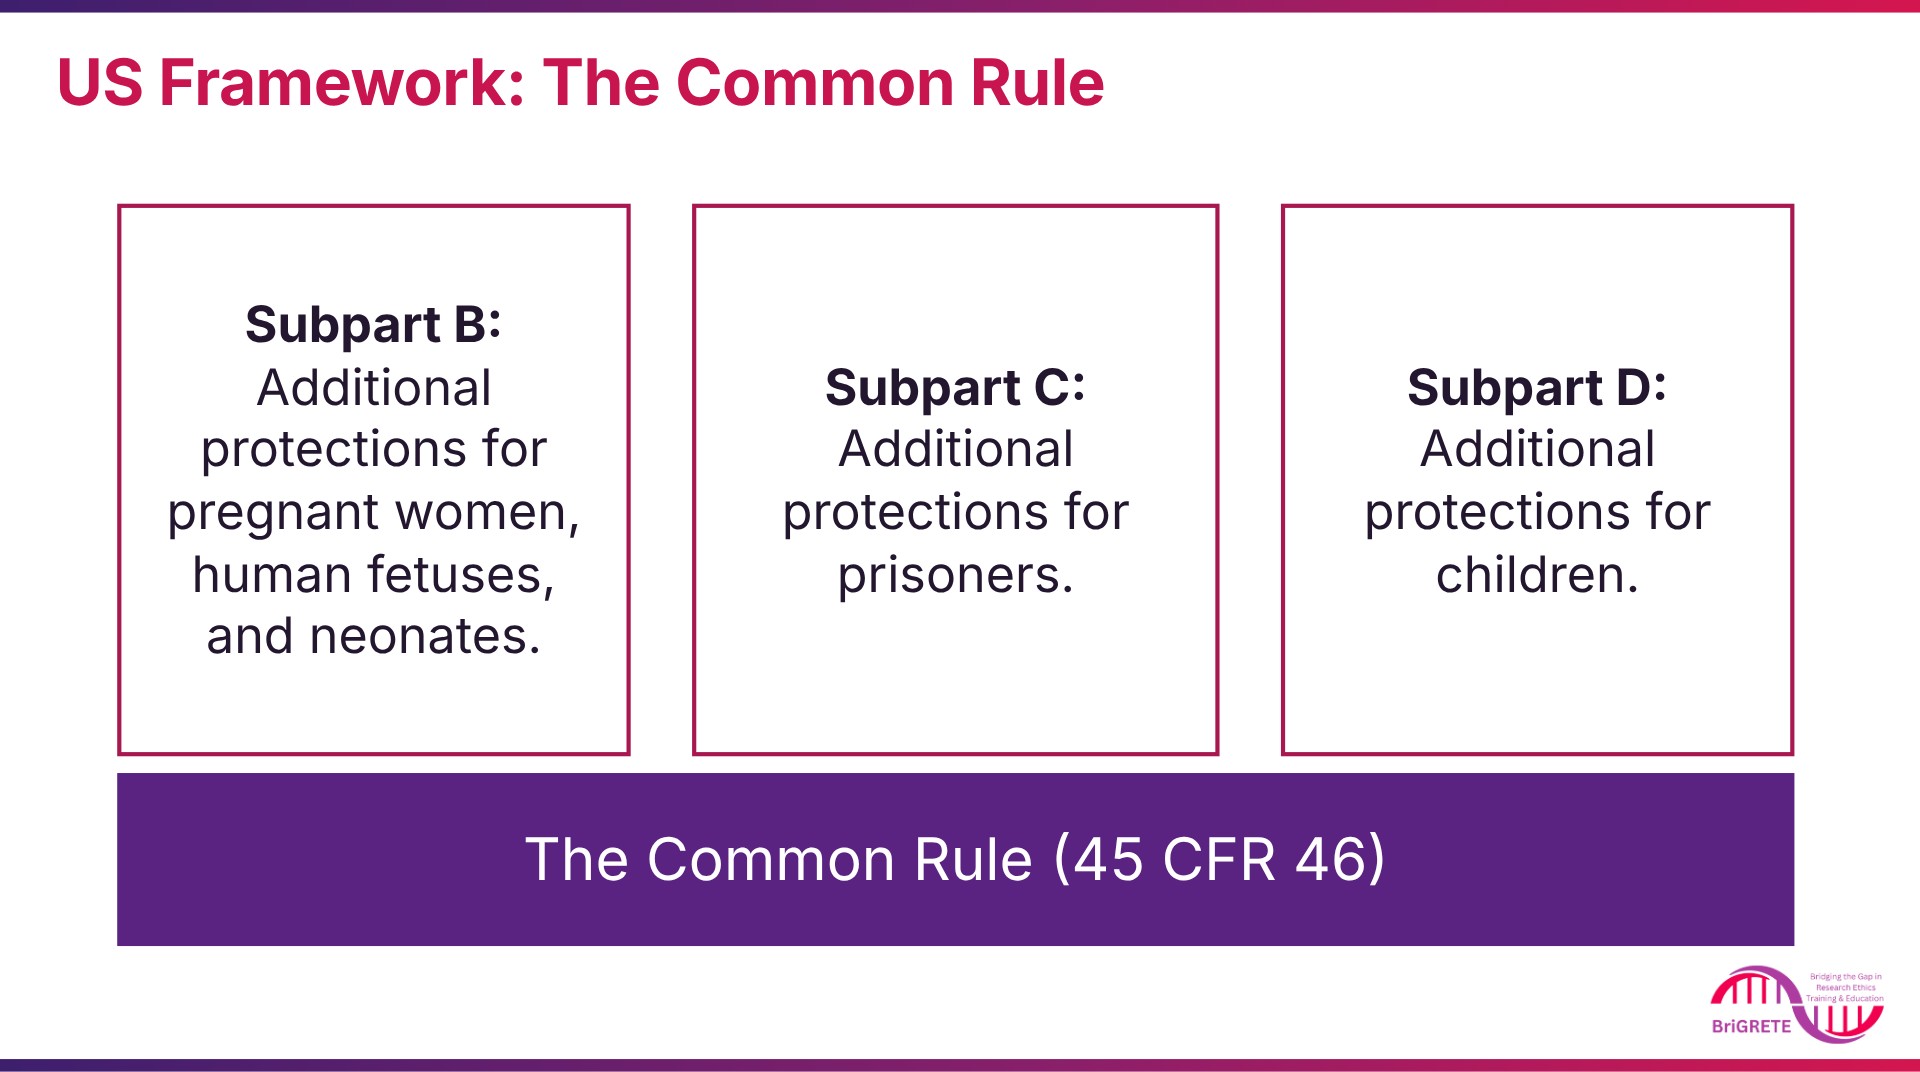 US Framework: The Common Rule
Subpart B:
Additional
protections for
pregnant women,
human fetuses,
and neonates.
Subpart C:
Additional
protections for
prisoners.
Subpart D:
Additional
protections for
children.
The Common Rule (45 CFR 46)
Bridging the Gap in
Research Ethics
Training & Education
BriGRETE